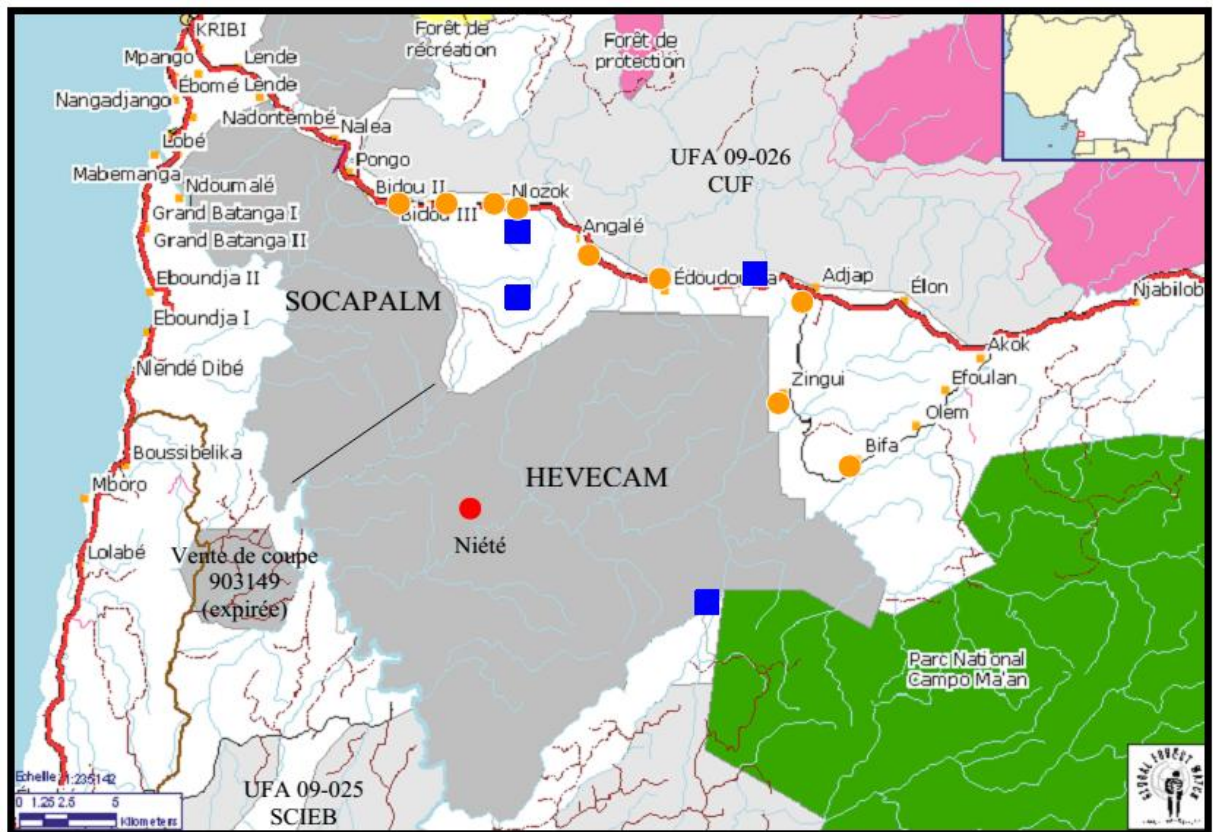 KRIBI
Forêt de
récréation
Forêt de
protection
Mpango
Lende
Ébomé
Lende
Nangadjango
Nadontembé
Nalea
Lobé
Pongo
UFA 09-026
CUF
Mabemanga
Ndoumalé
Bidou II
Nlozok
Bidou III
Grand Batanga I
Grand Batanga II
Angalé
Eboundja II
Adjap
Éllon
Njabilob
SOCAPALM
Eboundja I
Akok
Nlendé Dibé
Zingui
Efoulan
Olem
Boussibelika
Bifa
Mboro
HEVECAM
Niété
Lolabé
Vente de coupe
903149
(expirée)
Parc National
Campo Ma'an
Echelle 1:235142
0 1.25 2.5 5
Kilometers
UFA 09-025
SCIEB
GLOBAL FOREST WATCH